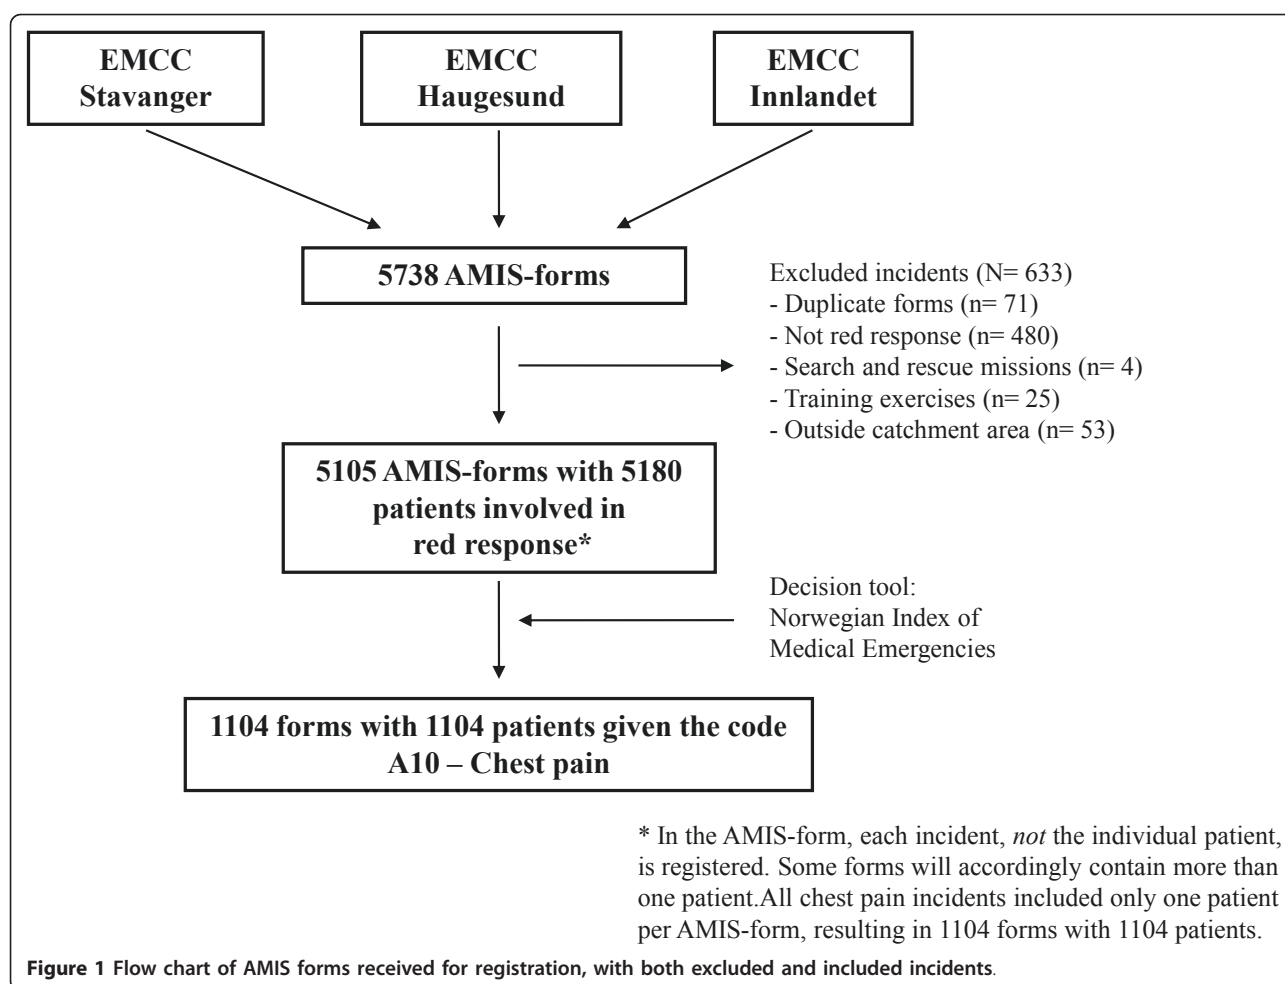 EMCC
Stavanger
EMCC
Haugesund
EMCC
Innlandet
5738 AMIS-forms
Excluded incidents (N= 633)
- Duplicate forms (n= 71)
- Not red response (n= 480)
- Search and rescue missions (n= 4)
- Training exercises (n= 25)
- Outside catchment area (n= 53)
5105 AMIS-forms with 5180
patients involved in
red response*
Decision tool:
Norwegian Index of
Medical Emergencies
1104 forms with 1104 patients given the code
A10 – Chest pain
* In the AMIS-form, each incident, not the individual patient,
is registered. Some forms will accordingly contain more than
one patient.All chest pain incidents included only one patient
per AMIS-form, resulting in 1104 forms with 1104 patients.
Figure 1 Flow chart of AMIS forms received for registration, with both excluded and included incidents.